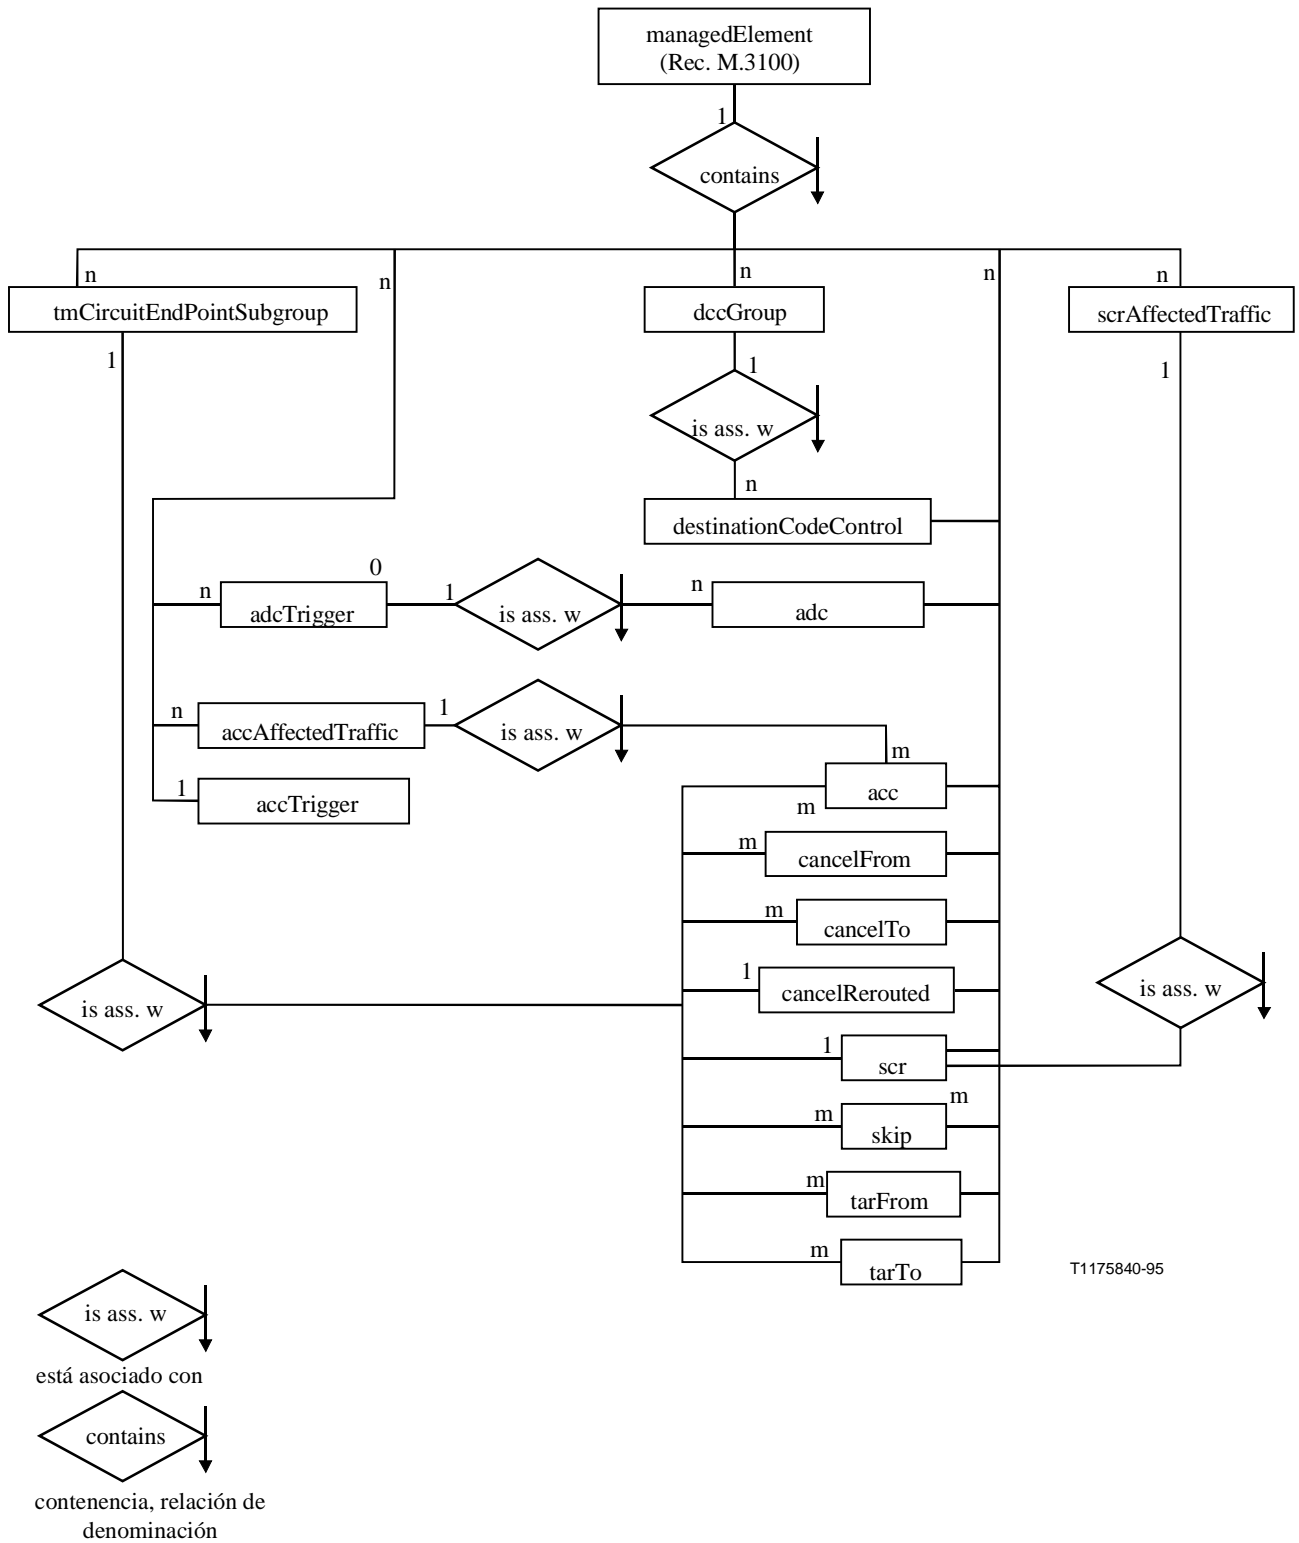 managedElement
(Rec. M.3100)
1
contains
n
n
n
n
n
tmCircuitEndPointSubgroup
dccGroup
scrAffectedTraffic
1
1
1
is ass. w
n
destinationCodeControl
0
n
adcTrigger
1
is ass. w
n
adc
n
accAffectedTraffic
1
is ass. w
m
1
accTrigger
acc
m
m
cancelFrom
m
cancelTo
1
cancelRerouted
is ass. w
is ass. w
1
scr
m
m
skip
m
tarFrom
m
tarTo
T1175840-95
is ass. w
está asociado con
contains
contenencia, relación de
denominación